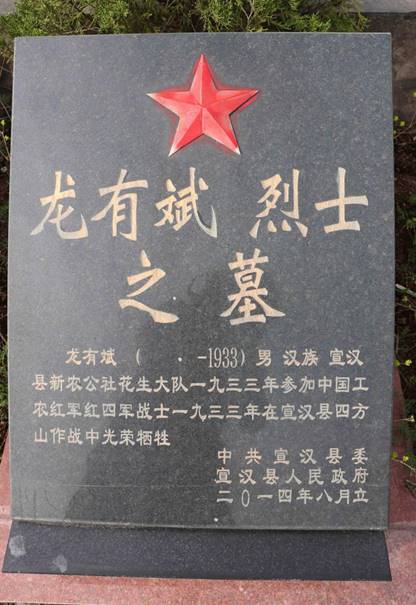 龙有斌 烈士
之墓
龙有斌 ( · -1933) 男 汉族 宣汉
县新农公社花生大队一九三三年参加中国工
农红军红四军战士一九三三年在宣汉县四方
山作战中光荣牺牲
中共宣汉县委
宣汉县人民政府
二〇一四年八月立